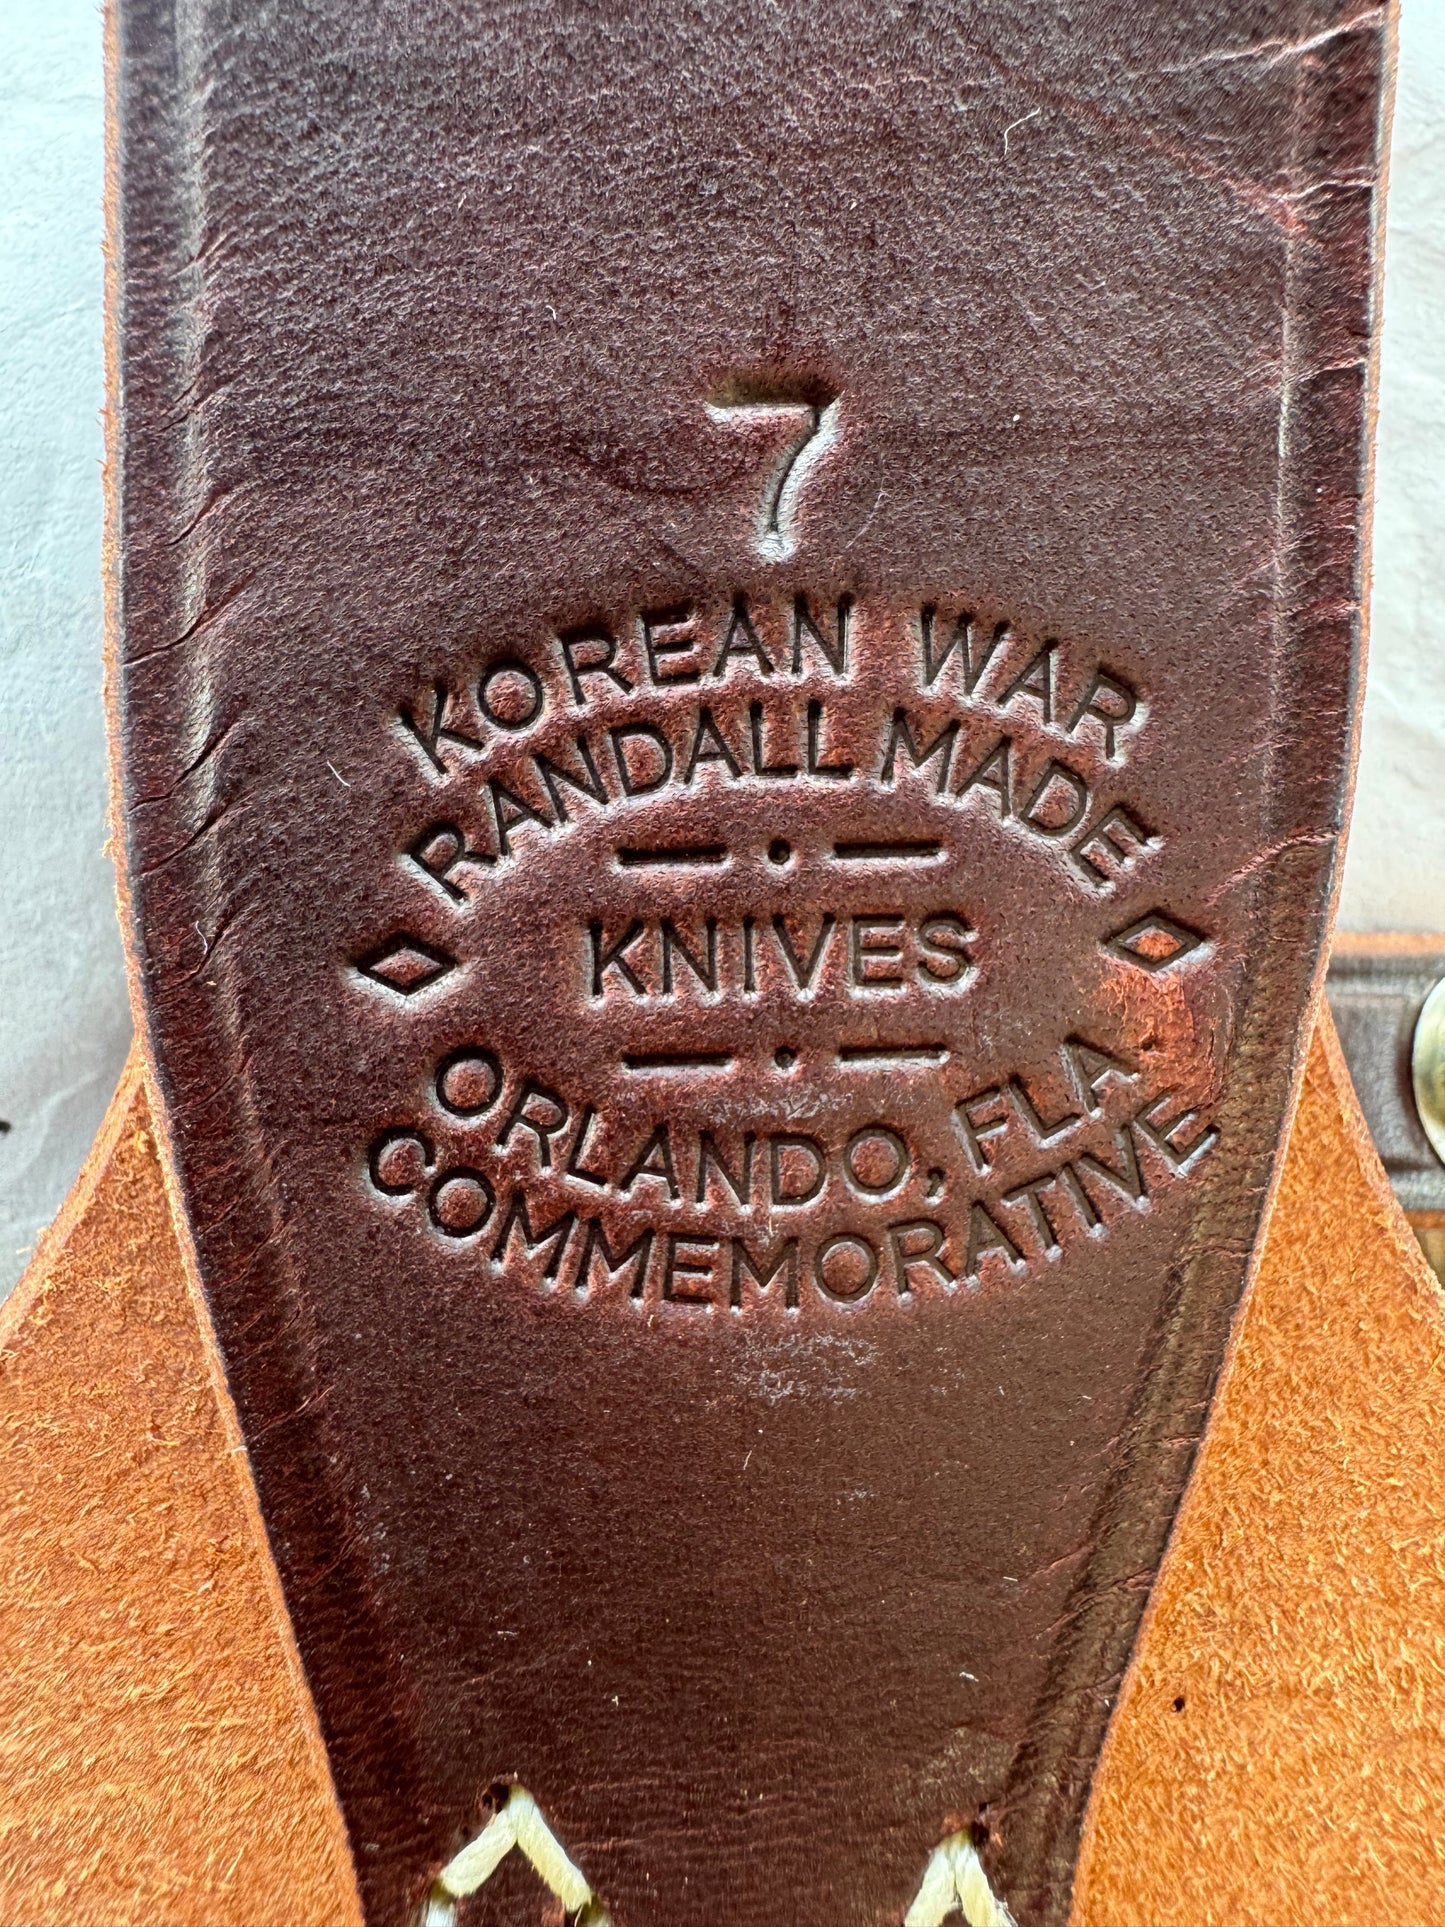 7
KOREAN WAR
RANDALL MADE
KNIVES
ORLANDO, FLA
COMMEMORATIVE